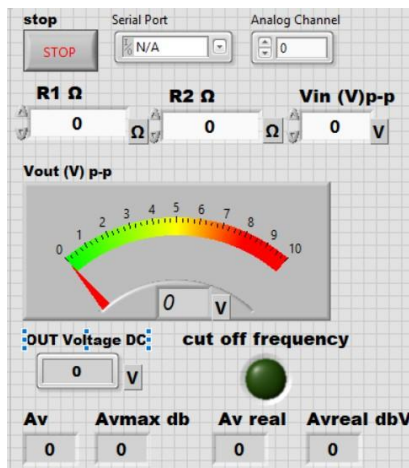 stop Serial Port Analog Channel
STOP N/A 0
R1 Ω R2 Ω Vin (V)p-p
0 Ω 0 Ω 0 V
Vout (V) p-p
0 1 2 3 4 5 6 7 8 9 10
0 V
OUT Voltage DC cut off frequency
0 V
Av Avmax db Av real Avreal dbV
0 0 0 0